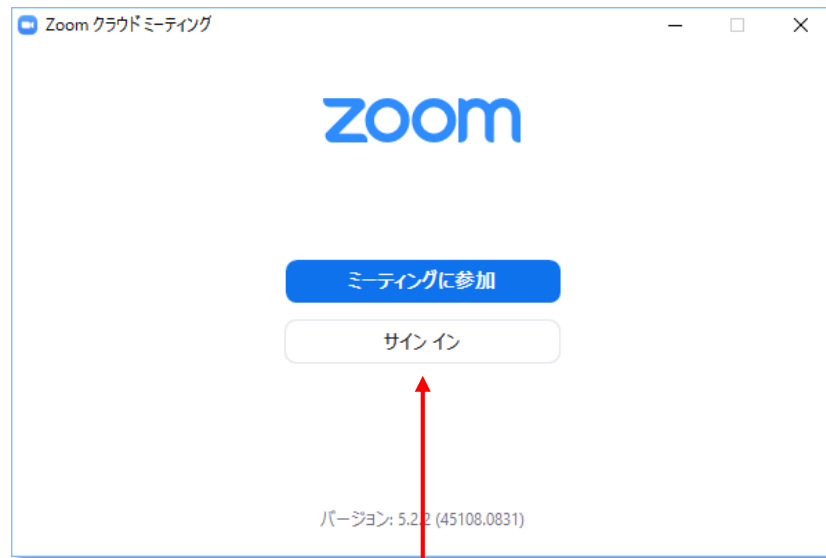 Zoom クラウド ミーティング
zoom
ミーティングに参加
サイン イン
バージョン: 5.2.2 (45108.0831)